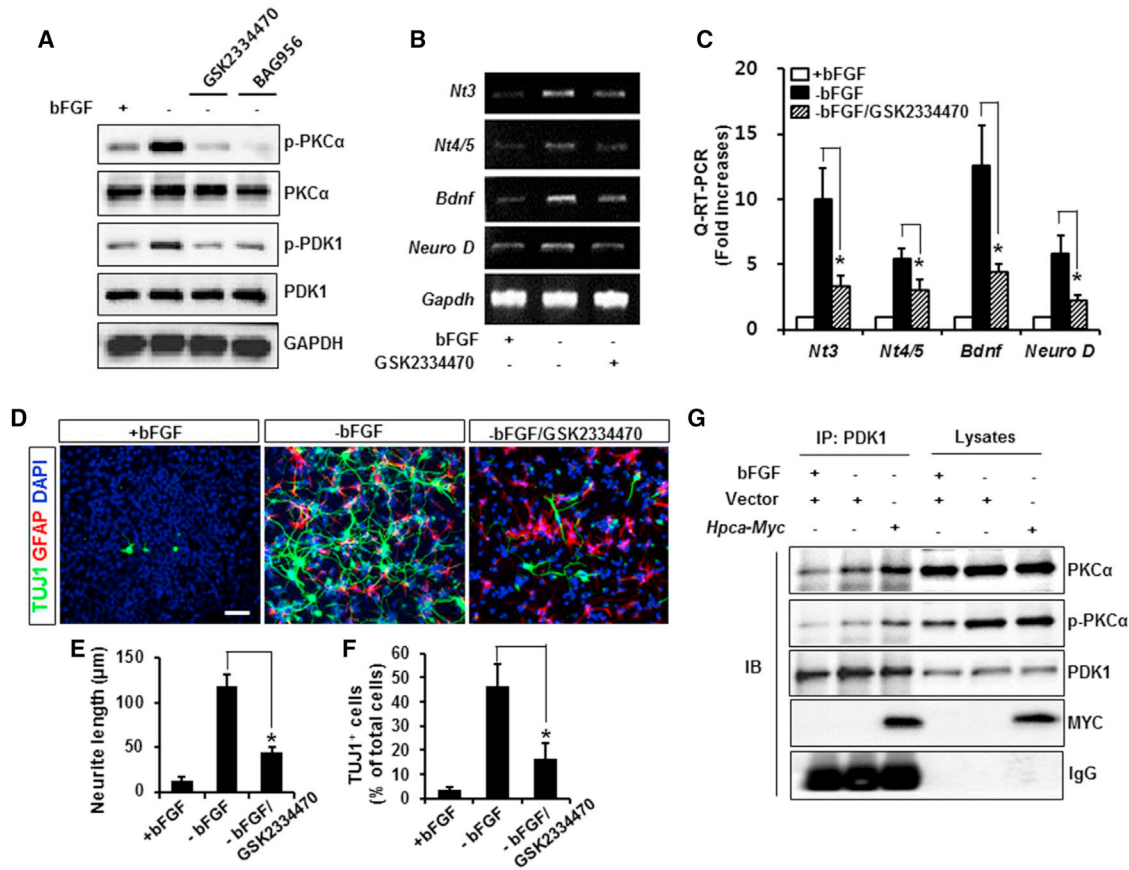 A
GSK2334470
BAG956
bFGF + - - -
p-PKCα
PKCα
p-PDK1
PDK1
GAPDH
B
Nt3
Nt4/5
Bdnf
Neuro D
Gapdh
bFGF + - -
GSK2334470 - - +
C
+bFGF
-bFGF
-bFGF/GSK2334470
Q-RT-PCR
(Fold increases)
20
15
10
5
0
* * * *
Nt3 Nt4/5 Bdnf Neuro D
D
+bFGF -bFGF -bFGF/GSK2334470
TUJ1 GFAP DAPI
E
Neurite length (µm)
150
100
50
0
*
+bFGF
- bFGF
- bFGF/
GSK2334470
F
TUJ1+ cells
(% of total cells)
60
50
40
30
20
10
0
*
+bFGF
- bFGF
- bFGF/
GSK2334470
G
IP: PDK1 Lysates
bFGF + - - + - -
Vector + + - + + -
Hpca-Myc - - + - - +
IB
PKCα
p-PKCα
PDK1
MYC
IgG